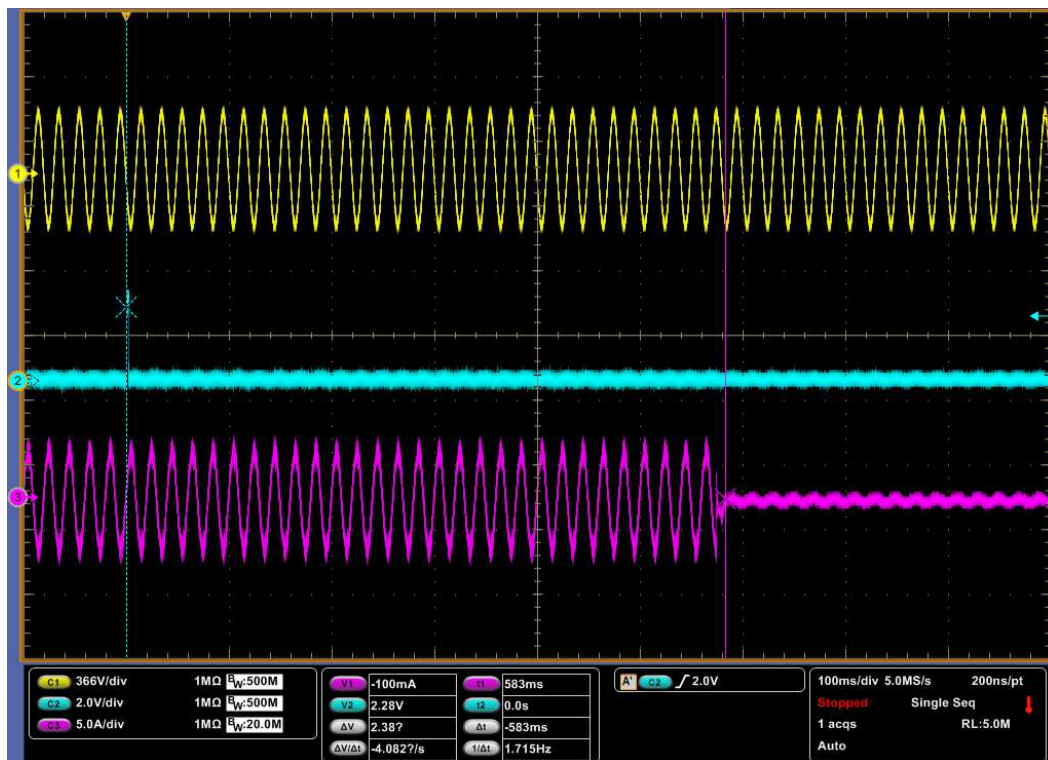 1
2
3
C1 366V/div 1MΩ BW:500M
C2 2.0V/div 1MΩ BW:500M
C3 5.0A/div 1MΩ BW:20.0M
V1 -100mA t1 583ms
V2 2.28V t2 0.0s
ΔV 2.38? Δt -583ms
ΔV/Δt -4.082?/s 1/Δt 1.715Hz
A' C2 2.0V
100ms/div 5.0MS/s 200ns/pt
Stopped Single Seq
1 acqs RL:5.0M
Auto